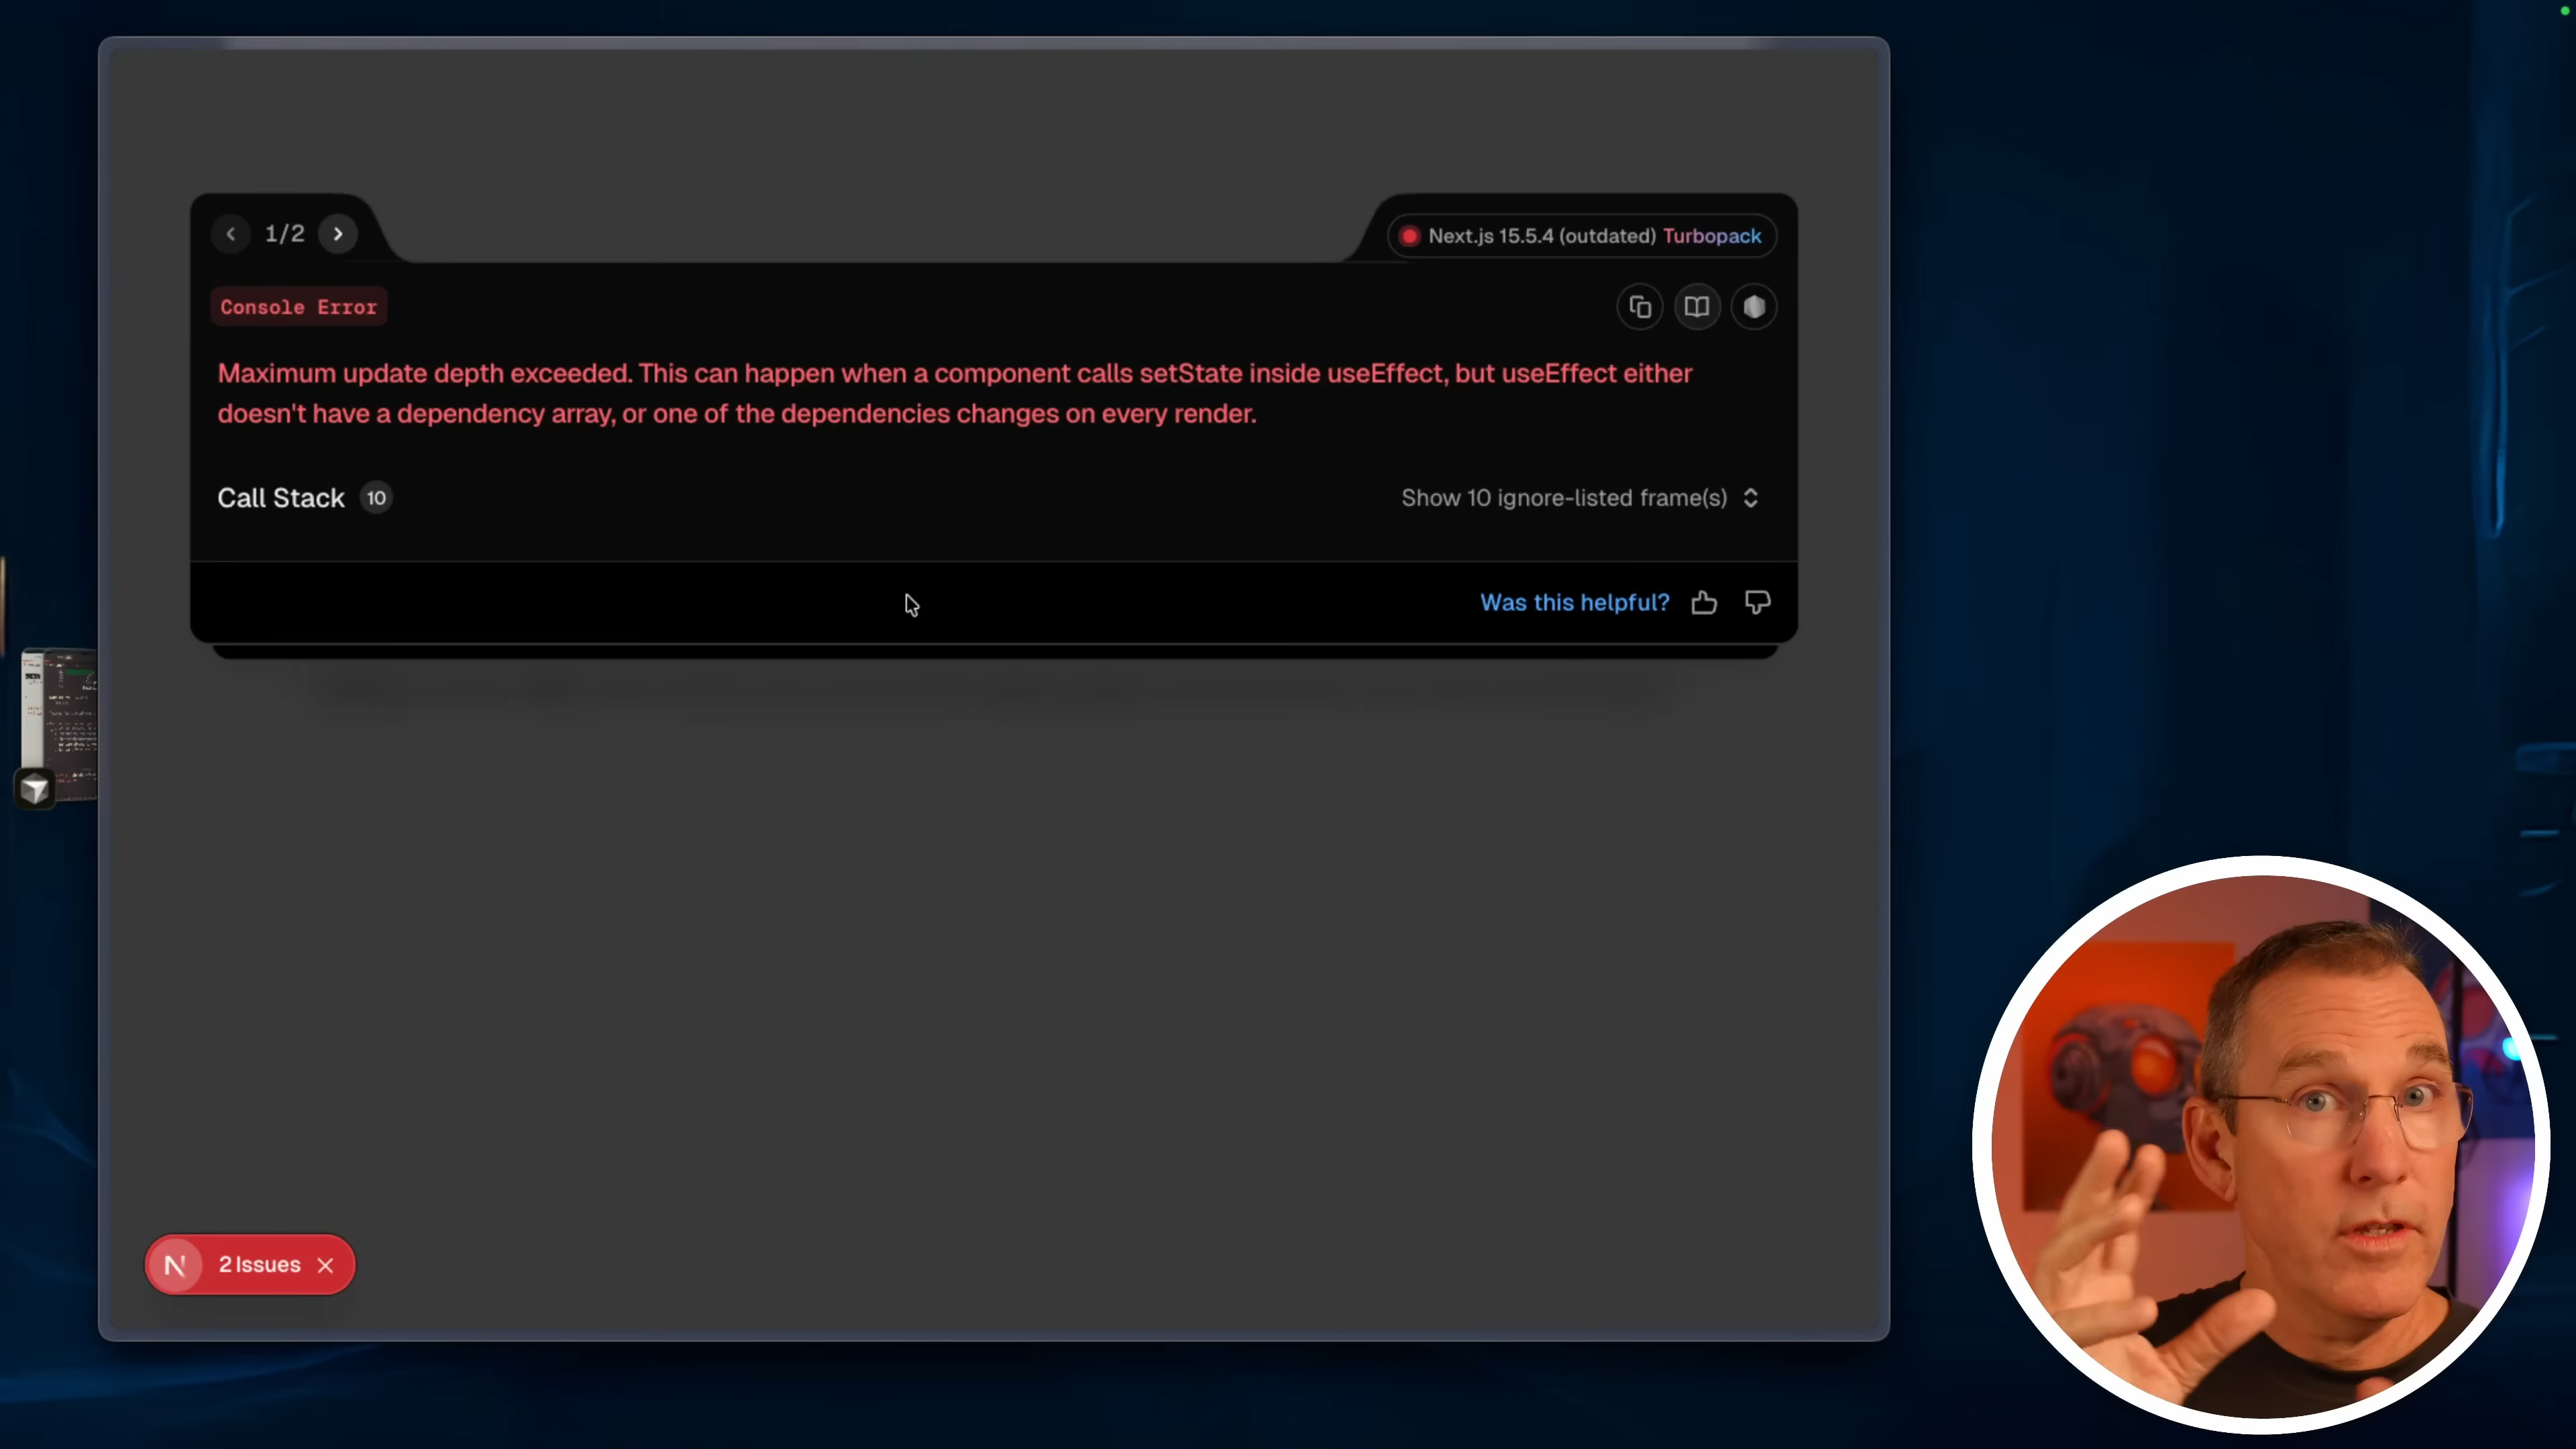 1/2
Next.js 15.5.4 (outdated) Turbopack
Console Error
Maximum update depth exceeded. This can happen when a component calls setState inside useEffect, but useEffect either
doesn't have a dependency array, or one of the dependencies changes on every render.
Call Stack 10
Show 10 ignore-listed frame(s)
Was this helpful?
N 2 Issues